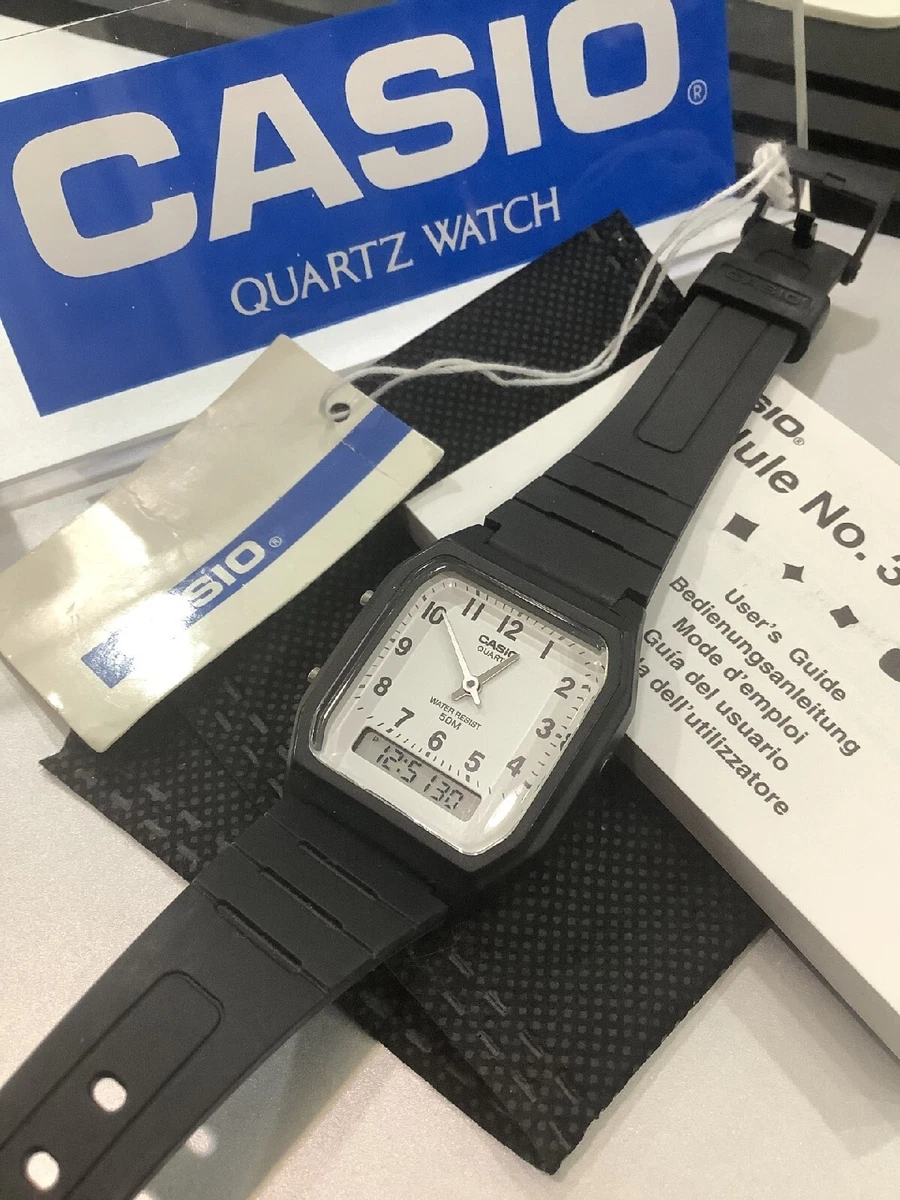 CASIO®
QUARTZ WATCH
CASIO
SIO®
SIO®
ule No. 3
User's Guide
Bedienungsanleitung
Mode d'emploi
Guía del usuario
a dell'utilizzatore
11 12 1
10 2
9 3
8 4
7 6 5
CASIO
QUARTZ
WATER RESIST
50M
P 12:51 30